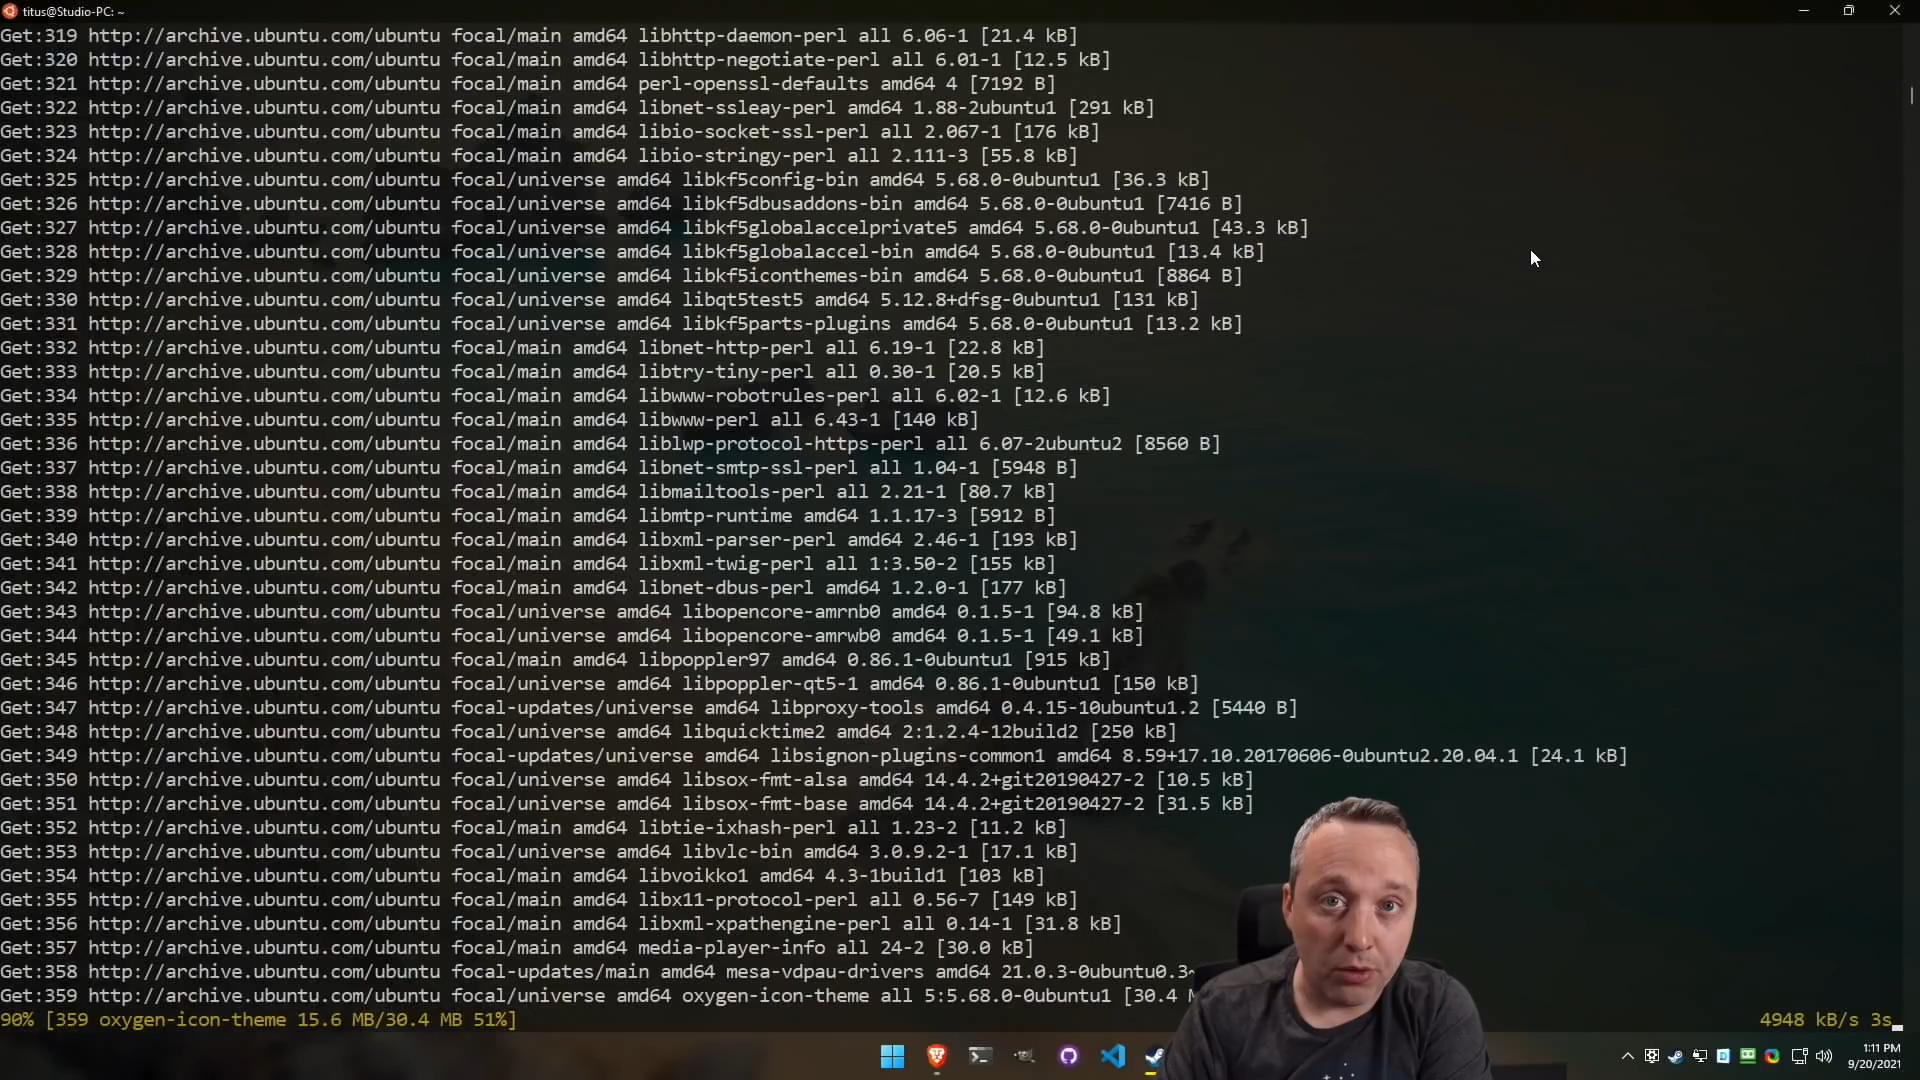 titus@Studio-PC: ~
Get:319 http://archive.ubuntu.com/ubuntu focal/main amd64 libhttp-daemon-perl all 6.06-1 [21.4 kB]
Get:320 http://archive.ubuntu.com/ubuntu focal/main amd64 libhttp-negotiate-perl all 6.01-1 [12.5 kB]
Get:321 http://archive.ubuntu.com/ubuntu focal/main amd64 perl-openssl-defaults amd64 4 [7192 B]
Get:322 http://archive.ubuntu.com/ubuntu focal/main amd64 libnet-ssleay-perl amd64 1.88-2ubuntu1 [291 kB]
Get:323 http://archive.ubuntu.com/ubuntu focal/main amd64 libio-socket-ssl-perl all 2.067-1 [176 kB]
Get:324 http://archive.ubuntu.com/ubuntu focal/main amd64 libio-stringy-perl all 2.111-3 [55.8 kB]
Get:325 http://archive.ubuntu.com/ubuntu focal/universe amd64 libkf5config-bin amd64 5.68.0-0ubuntu1 [36.3 kB]
Get:326 http://archive.ubuntu.com/ubuntu focal/universe amd64 libkf5dbusaddons-bin amd64 5.68.0-0ubuntu1 [7416 B]
Get:327 http://archive.ubuntu.com/ubuntu focal/universe amd64 libkf5globalaccelprivate5 amd64 5.68.0-0ubuntu1 [43.3 kB]
Get:328 http://archive.ubuntu.com/ubuntu focal/universe amd64 libkf5globalaccel-bin amd64 5.68.0-0ubuntu1 [13.4 kB]
Get:329 http://archive.ubuntu.com/ubuntu focal/universe amd64 libkf5iconthemes-bin amd64 5.68.0-0ubuntu1 [8864 B]
Get:330 http://archive.ubuntu.com/ubuntu focal/universe amd64 libqt5test5 amd64 5.12.8+dfsg-0ubuntu1 [131 kB]
Get:331 http://archive.ubuntu.com/ubuntu focal/universe amd64 libkf5parts-plugins amd64 5.68.0-0ubuntu1 [13.2 kB]
Get:332 http://archive.ubuntu.com/ubuntu focal/main amd64 libnet-http-perl all 6.19-1 [22.8 kB]
Get:333 http://archive.ubuntu.com/ubuntu focal/main amd64 libtry-tiny-perl all 0.30-1 [20.5 kB]
Get:334 http://archive.ubuntu.com/ubuntu focal/main amd64 libwww-robotrules-perl all 6.02-1 [12.6 kB]
Get:335 http://archive.ubuntu.com/ubuntu focal/main amd64 libwww-perl all 6.43-1 [140 kB]
Get:336 http://archive.ubuntu.com/ubuntu focal/main amd64 liblwp-protocol-https-perl all 6.07-2ubuntu2 [8560 B]
Get:337 http://archive.ubuntu.com/ubuntu focal/main amd64 libnet-smtp-ssl-perl all 1.04-1 [5948 B]
Get:338 http://archive.ubuntu.com/ubuntu focal/main amd64 libmailtools-perl all 2.21-1 [80.7 kB]
Get:339 http://archive.ubuntu.com/ubuntu focal/main amd64 libmtp-runtime amd64 1.1.17-3 [5912 B]
Get:340 http://archive.ubuntu.com/ubuntu focal/main amd64 libxml-parser-perl amd64 2.46-1 [193 kB]
Get:341 http://archive.ubuntu.com/ubuntu focal/main amd64 libxml-twig-perl all 1:3.50-2 [155 kB]
Get:342 http://archive.ubuntu.com/ubuntu focal/main amd64 libnet-dbus-perl amd64 1.2.0-1 [177 kB]
Get:343 http://archive.ubuntu.com/ubuntu focal/universe amd64 libopencore-amrnb0 amd64 0.1.5-1 [94.8 kB]
Get:344 http://archive.ubuntu.com/ubuntu focal/universe amd64 libopencore-amrwb0 amd64 0.1.5-1 [49.1 kB]
Get:345 http://archive.ubuntu.com/ubuntu focal/main amd64 libpoppler97 amd64 0.86.1-0ubuntu1 [915 kB]
Get:346 http://archive.ubuntu.com/ubuntu focal/universe amd64 libpoppler-qt5-1 amd64 0.86.1-0ubuntu1 [150 kB]
Get:347 http://archive.ubuntu.com/ubuntu focal-updates/universe amd64 libproxy-tools amd64 0.4.15-10ubuntu1.2 [5440 B]
Get:348 http://archive.ubuntu.com/ubuntu focal/universe amd64 libquicktime2 amd64 2:1.2.4-12build2 [250 kB]
Get:349 http://archive.ubuntu.com/ubuntu focal-updates/universe amd64 libsignon-plugins-common1 amd64 8.59+17.10.20170606-0ubuntu2.20.04.1 [24.1 kB]
Get:350 http://archive.ubuntu.com/ubuntu focal/universe amd64 libsox-fmt-alsa amd64 14.4.2+git20190427-2 [10.5 kB]
Get:351 http://archive.ubuntu.com/ubuntu focal/universe amd64 libsox-fmt-base amd64 14.4.2+git20190427-2 [31.5 kB]
Get:352 http://archive.ubuntu.com/ubuntu focal/main amd64 libtie-ixhash-perl all 1.23-2 [11.2 kB]
Get:353 http://archive.ubuntu.com/ubuntu focal/universe amd64 libvlc-bin amd64 3.0.9.2-1 [17.1 kB]
Get:354 http://archive.ubuntu.com/ubuntu focal/main amd64 libvoikko1 amd64 4.3-1build1 [103 kB]
Get:355 http://archive.ubuntu.com/ubuntu focal/main amd64 libx11-protocol-perl all 0.56-7 [149 kB]
Get:356 http://archive.ubuntu.com/ubuntu focal/main amd64 libxml-xpathengine-perl all 0.14-1 [31.8 kB]
Get:357 http://archive.ubuntu.com/ubuntu focal/main amd64 media-player-info all 24-2 [30.0 kB]
Get:358 http://archive.ubuntu.com/ubuntu focal-updates/main amd64 mesa-vdpau-drivers amd64 21.0.3-0ubuntu0.3~
Get:359 http://archive.ubuntu.com/ubuntu focal/universe amd64 oxygen-icon-theme all 5:5.68.0-0ubuntu1 [30.4 M
90% [359 oxygen-icon-theme 15.6 MB/30.4 MB 51%] 4948 kB/s 3s
1:11 PM
9/20/2021